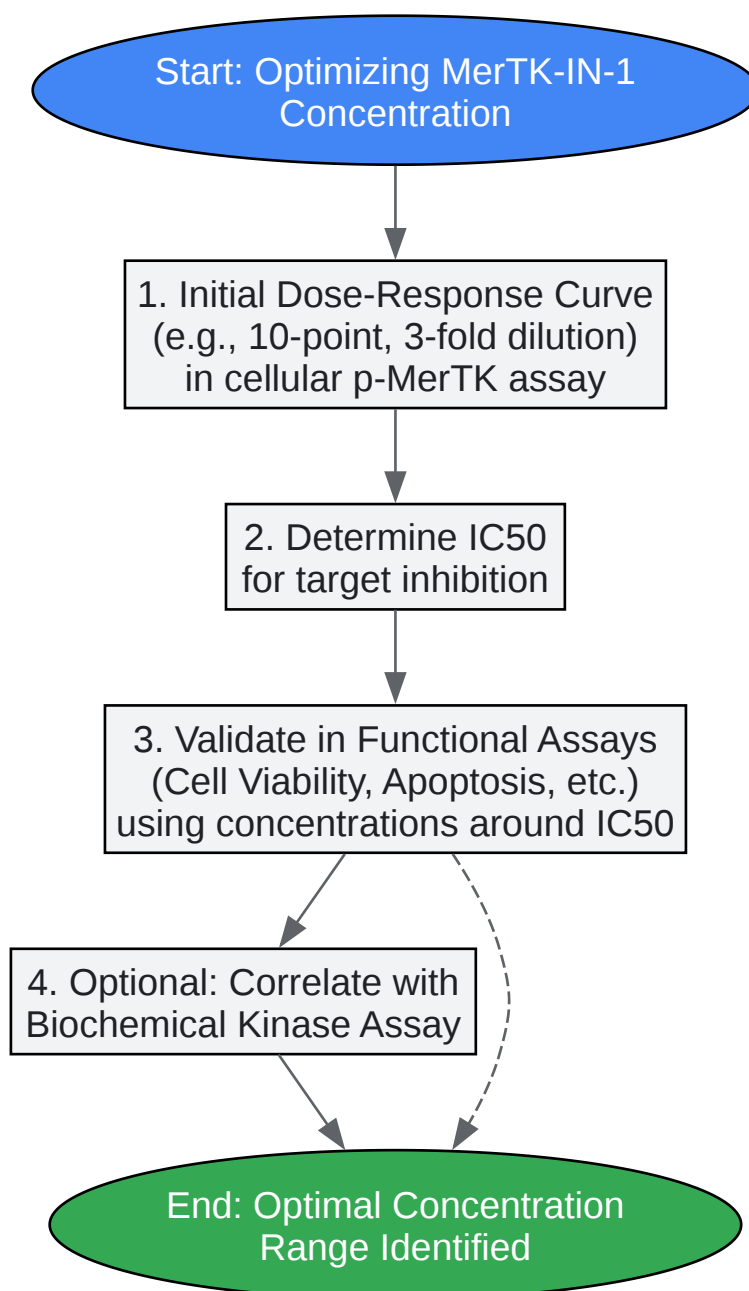 Start: Optimizing MerTK-IN-1
Concentration
1. Initial Dose-Response Curve
(e.g., 10-point, 3-fold dilution)
in cellular p-MerTK assay
2. Determine IC50
for target inhibition
3. Validate in Functional Assays
(Cell Viability, Apoptosis, etc.)
using concentrations around IC50
4. Optional: Correlate with
Biochemical Kinase Assay
End: Optimal Concentration
Range Identified